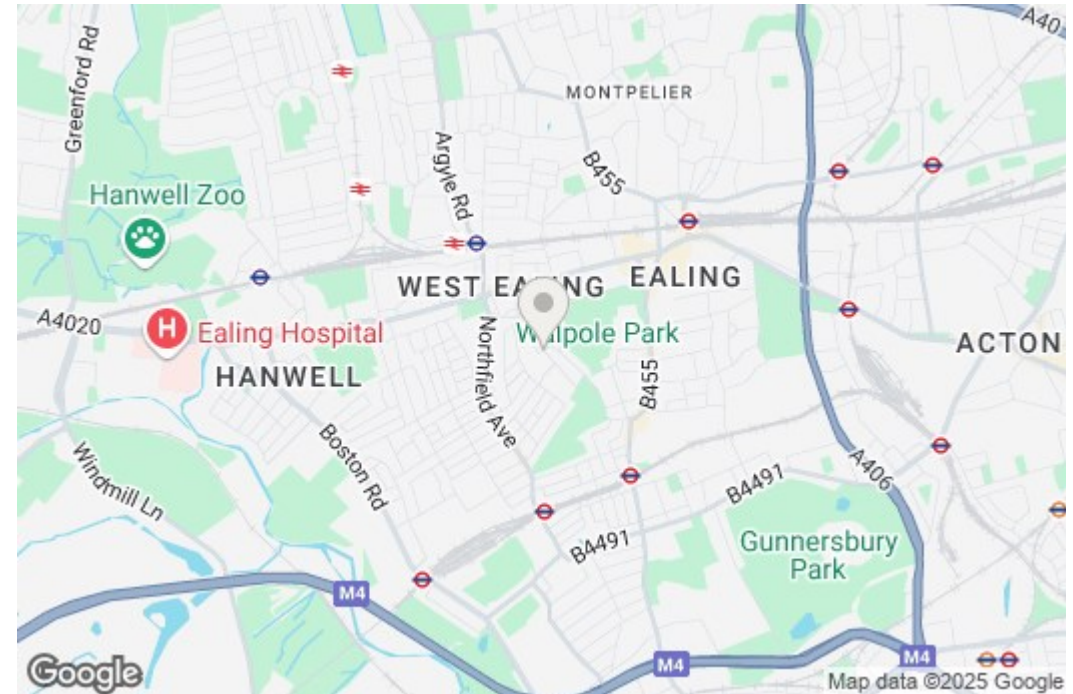 A40
Greenford Rd
MONTPELIER
Argyle Rd
B455
Hanwell Zoo
WEST EALING
EALING
A4020
H
Ealing Hospital
Walpole Park
ACTON
HANWELL
Northfield Ave
B455
Boston Rd
Windmill Ln
A406
B4491
B4491
Gunnersbury
Park
M4
M4
M4
Google
Map data ©2025 Google